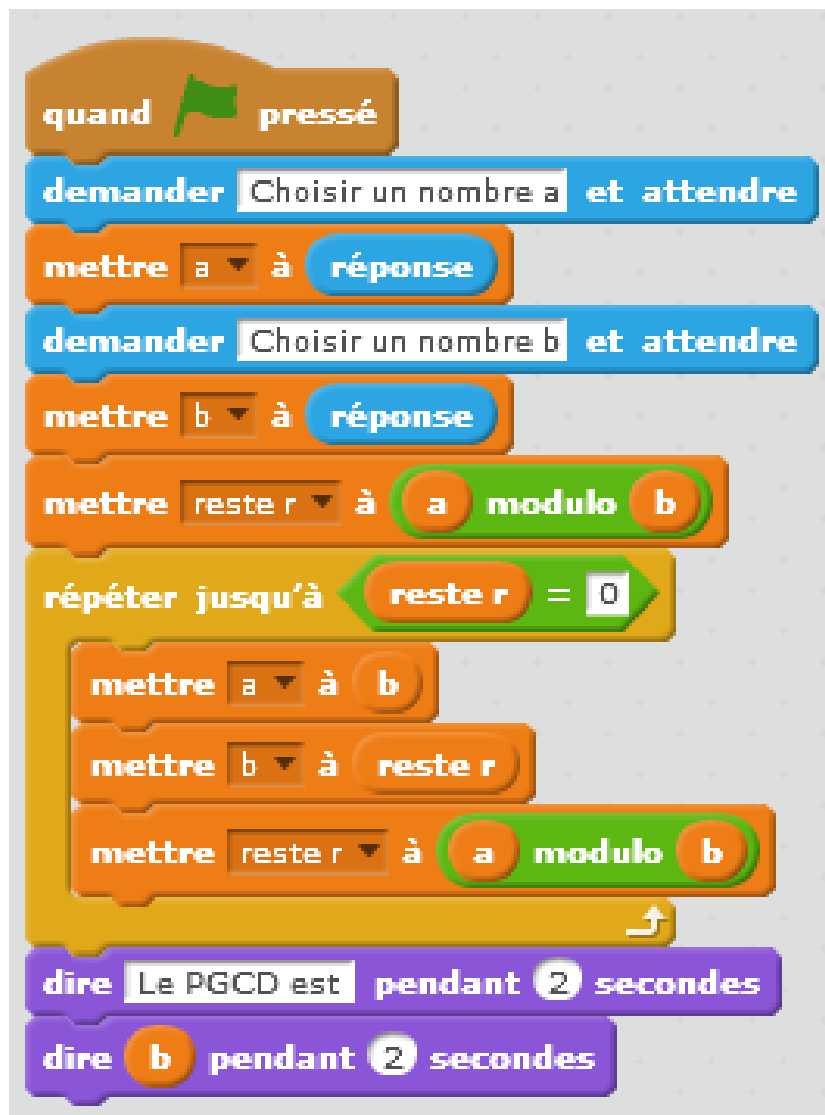 quand pressé
demander Choisir un nombre a et attendre
mettre a à réponse
demander Choisir un nombre b et attendre
mettre b à réponse
mettre reste r à a modulo b
répéter jusqu'à reste r = 0
mettre a à b
mettre b à reste r
mettre reste r à a modulo b
dire Le PGCD est pendant 2 secondes
dire b pendant 2 secondes